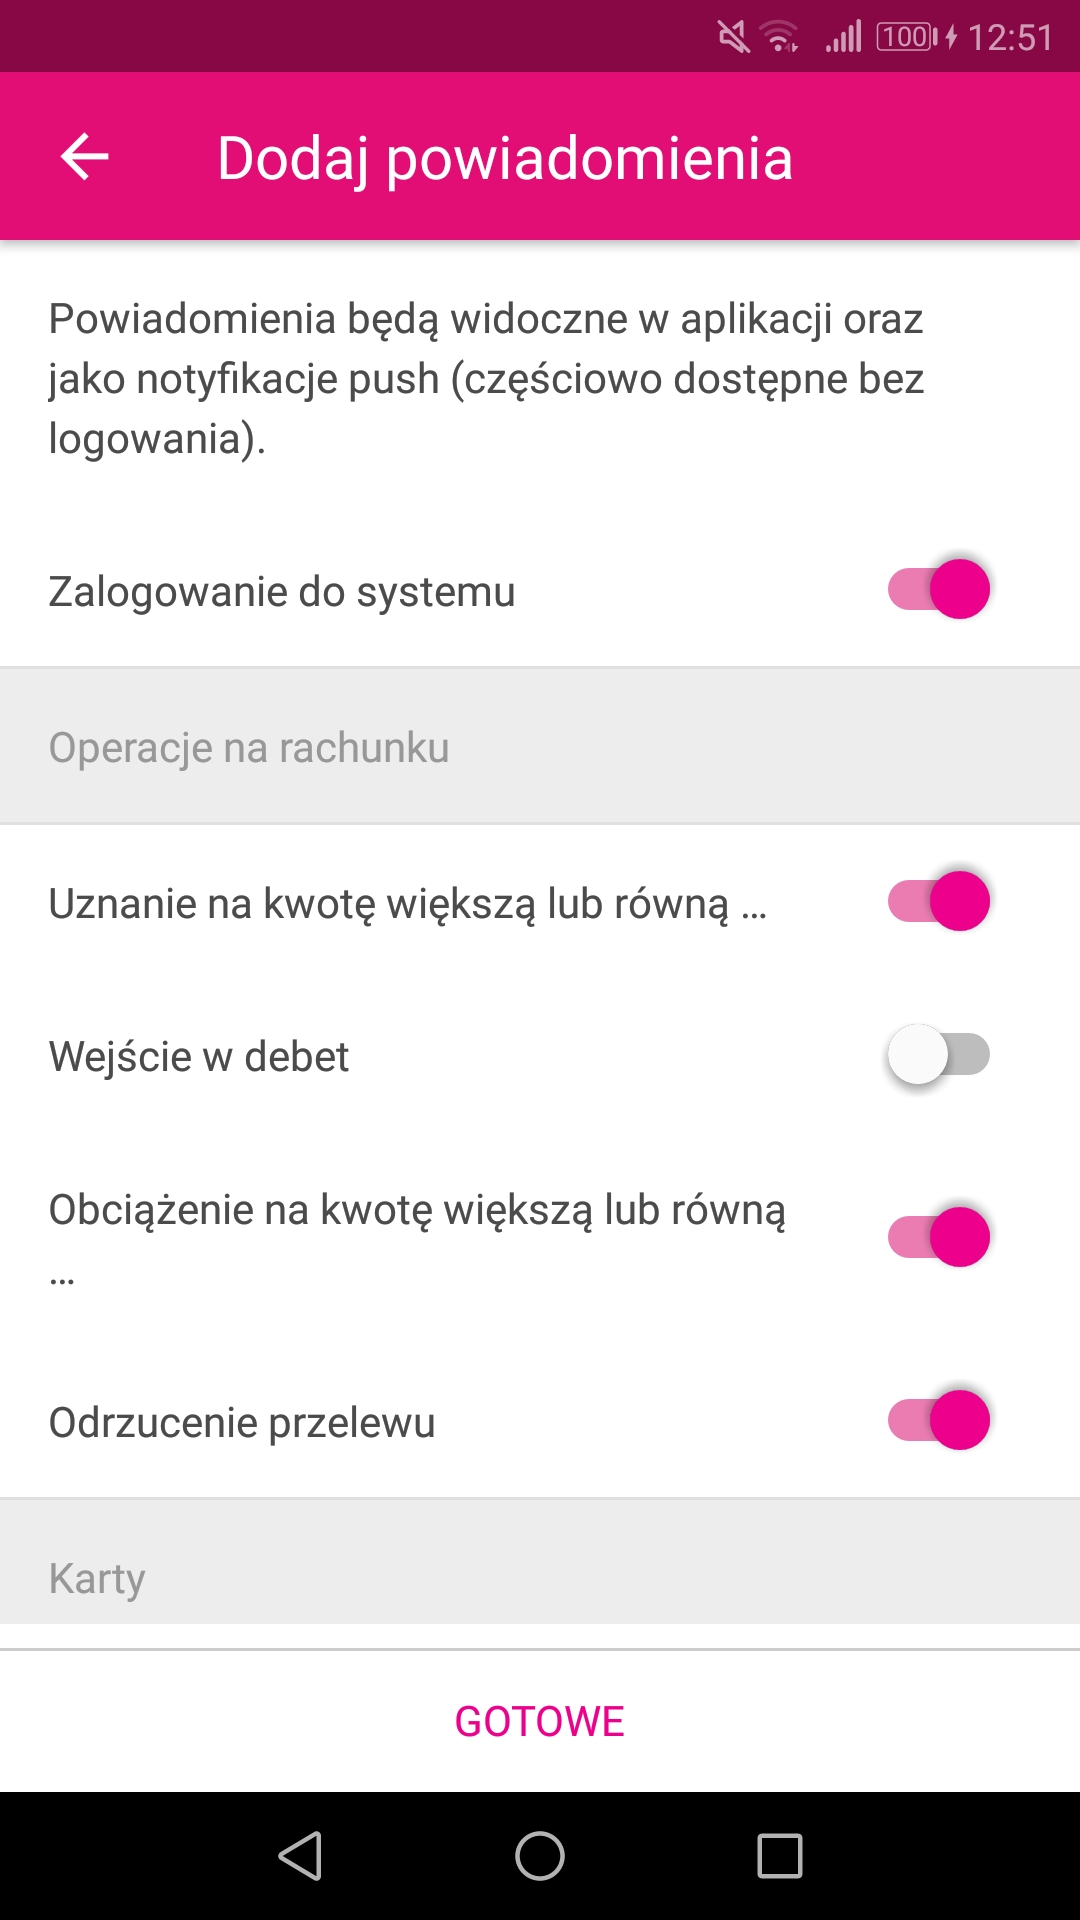 100 12:51
Dodaj powiadomienia
Powiadomienia będą widoczne w aplikacji oraz
jako notyfikacje push (częściowo dostępne bez
logowania).
Zalogowanie do systemu
Operacje na rachunku
Uznanie na kwotę większą lub równą ...
Wejście w debet
Obciążenie na kwotę większą lub równą
...
Odrzucenie przelewu
Karty
GOTOWE